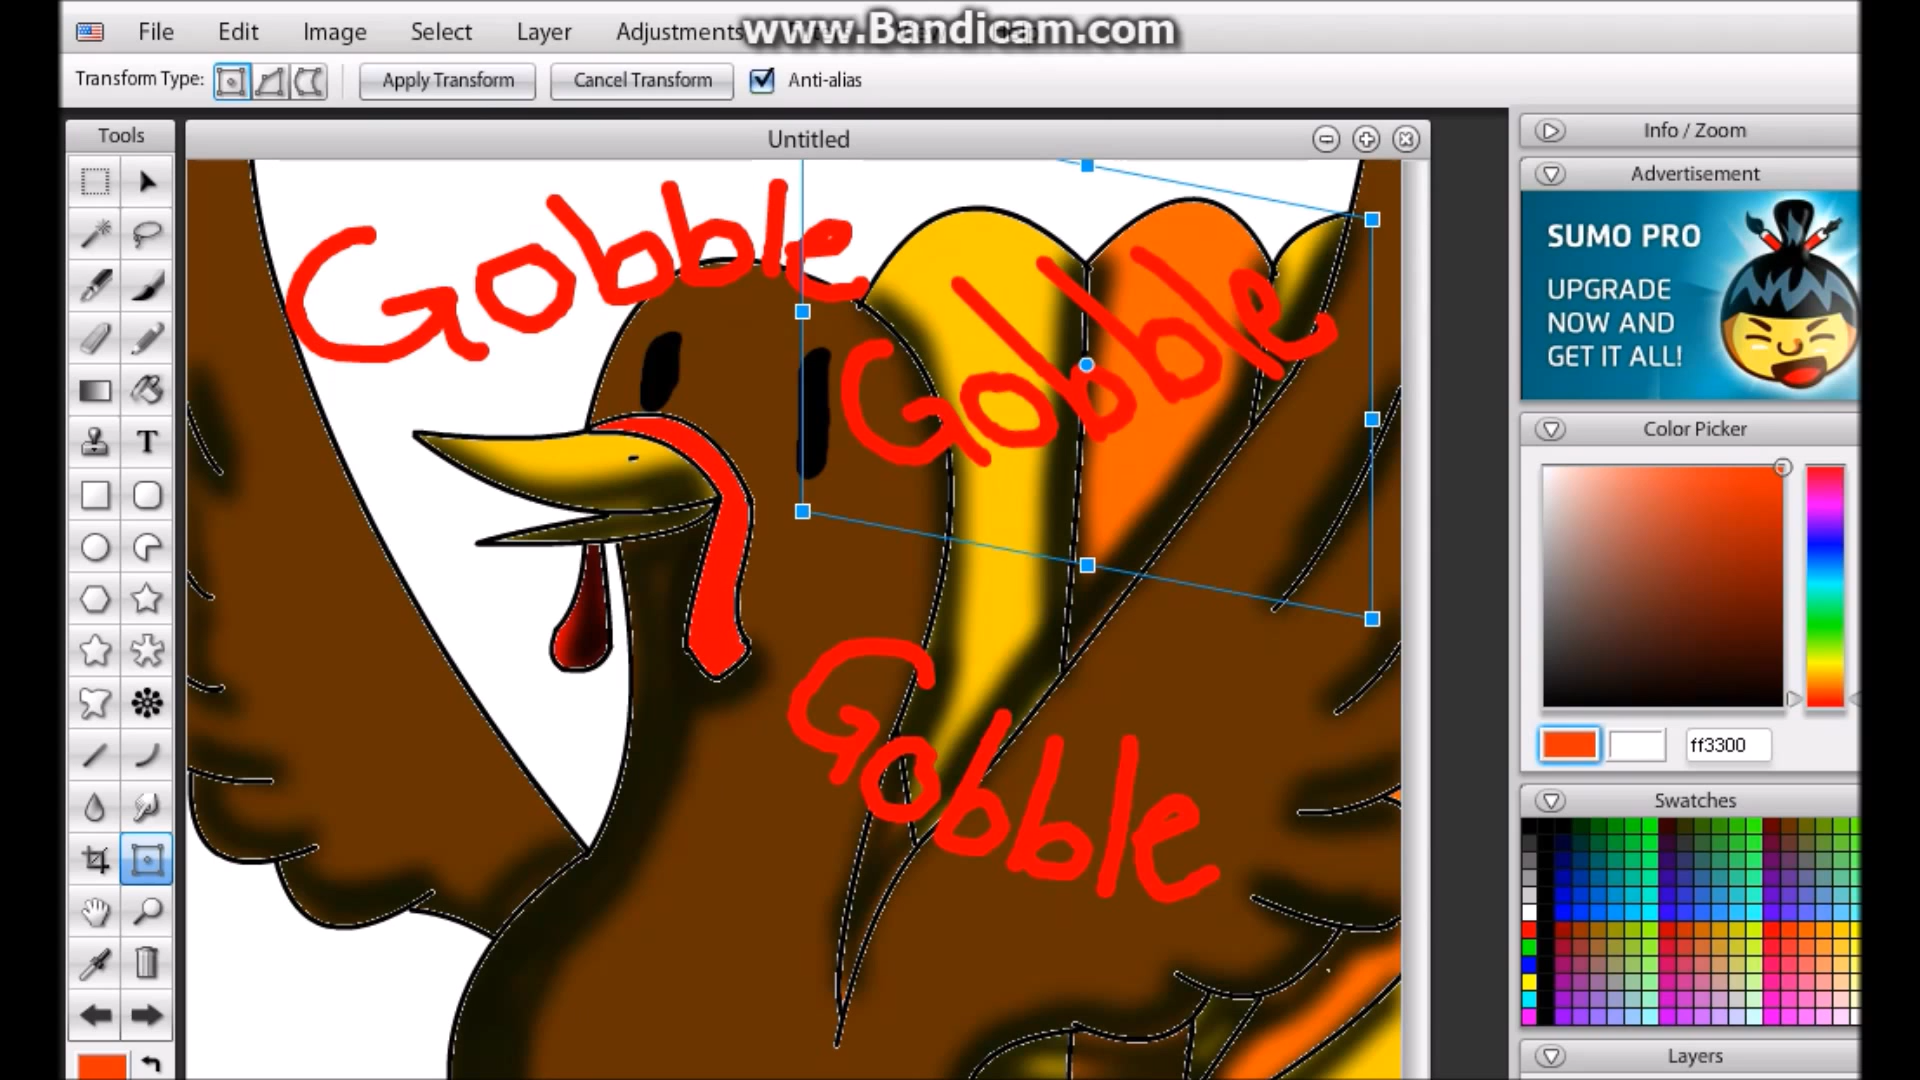 File Edit Image Select Layer Adjustments
www.Bandicam.com
Transform Type: Apply Transform Cancel Transform Anti-alias
Tools
Untitled
Info / Zoom
Advertisement
SUMO PRO
UPGRADE
NOW AND
GET IT ALL!
Gobble
Gobble
Gobble
T
Color Picker
ff3300
Swatches
Layers